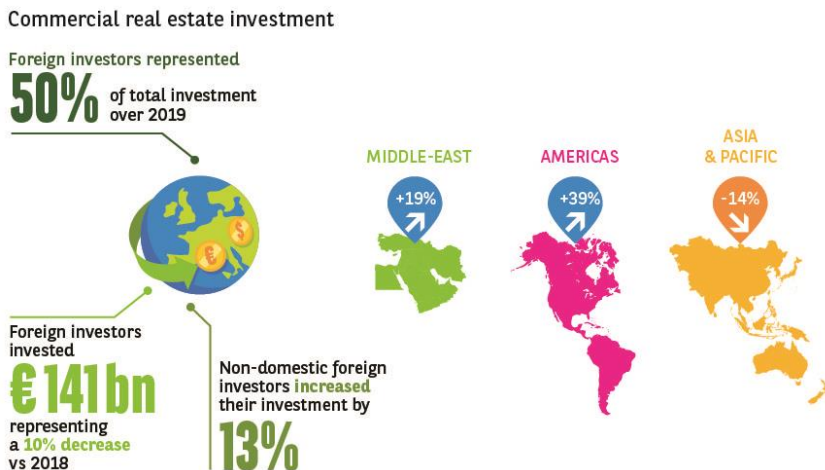 Commercial real estate investment
Foreign investors represented
50%
of total investment
over 2019
MIDDLE-EAST
AMERICAS
ASIA
& PACIFIC
+19%
+39%
-14%
$
€
Foreign investors
invested
€ 141 bn
representing
a 10% decrease
vs 2018
Non-domestic foreign
investors increased
their investment by
13%